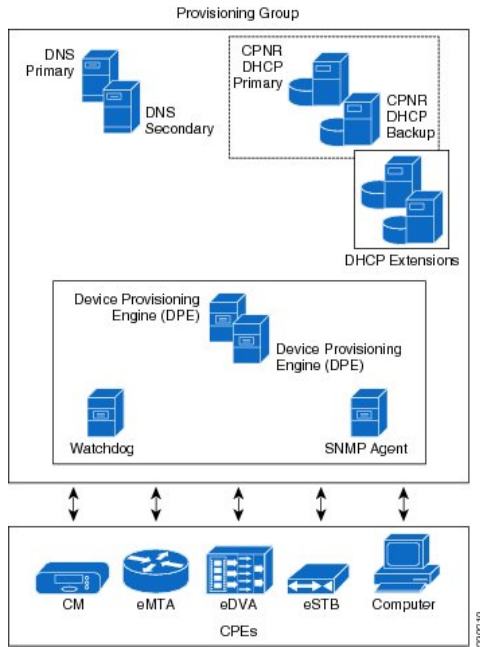 Provisioning Group
DNS
Primary
DNS
Secondary
CPNR
DHCP
Primary
CPNR
DHCP
Backup
DHCP Extensions
Device Provisioning
Engine (DPE)
Device Provisioning
Engine (DPE)
Watchdog
SNMP Agent
CM
eMTA
eDVA
eSTB
Computer
CPEs